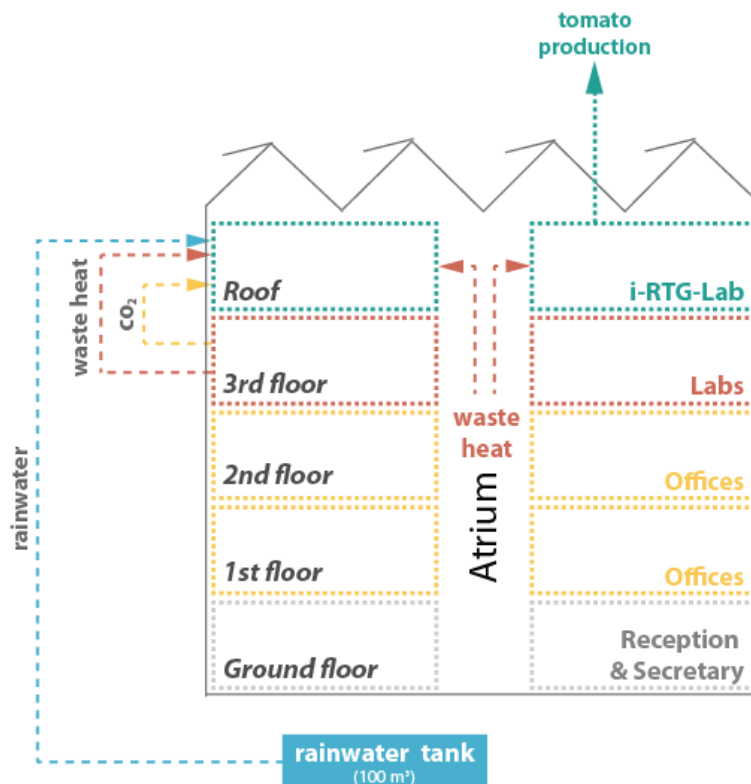 tomato
production
Roof
i-RTG-Lab
waste heat
CO₂
3rd floor
Labs
waste
heat
2nd floor
Offices
rainwater
Atrium
1st floor
Offices
Ground floor
Reception
& Secretary
rainwater tank
(100 m³)